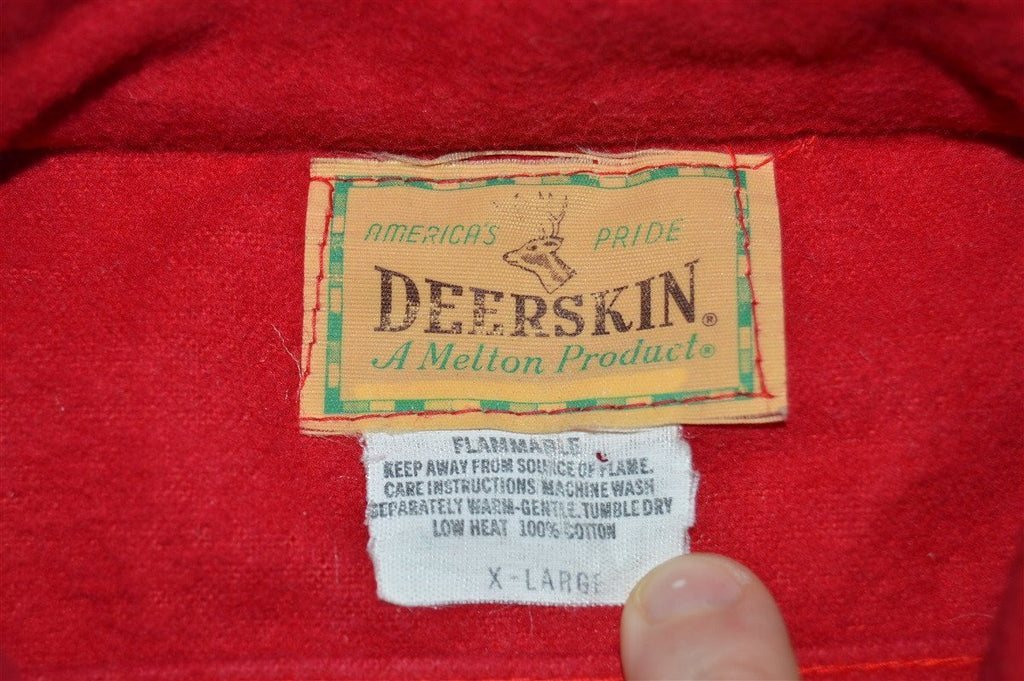 AMERICA'S PRIDE
DEERSKIN®
A Melton Product®
FLAMMABLE
KEEP AWAY FROM SOURCE OF FLAME.
CARE INSTRUCTIONS MACHINE WASH
SEPARATELY WARM-GENTLE.TUMBLE DRY
LOW HEAT 100% COTTON
X-LARGE